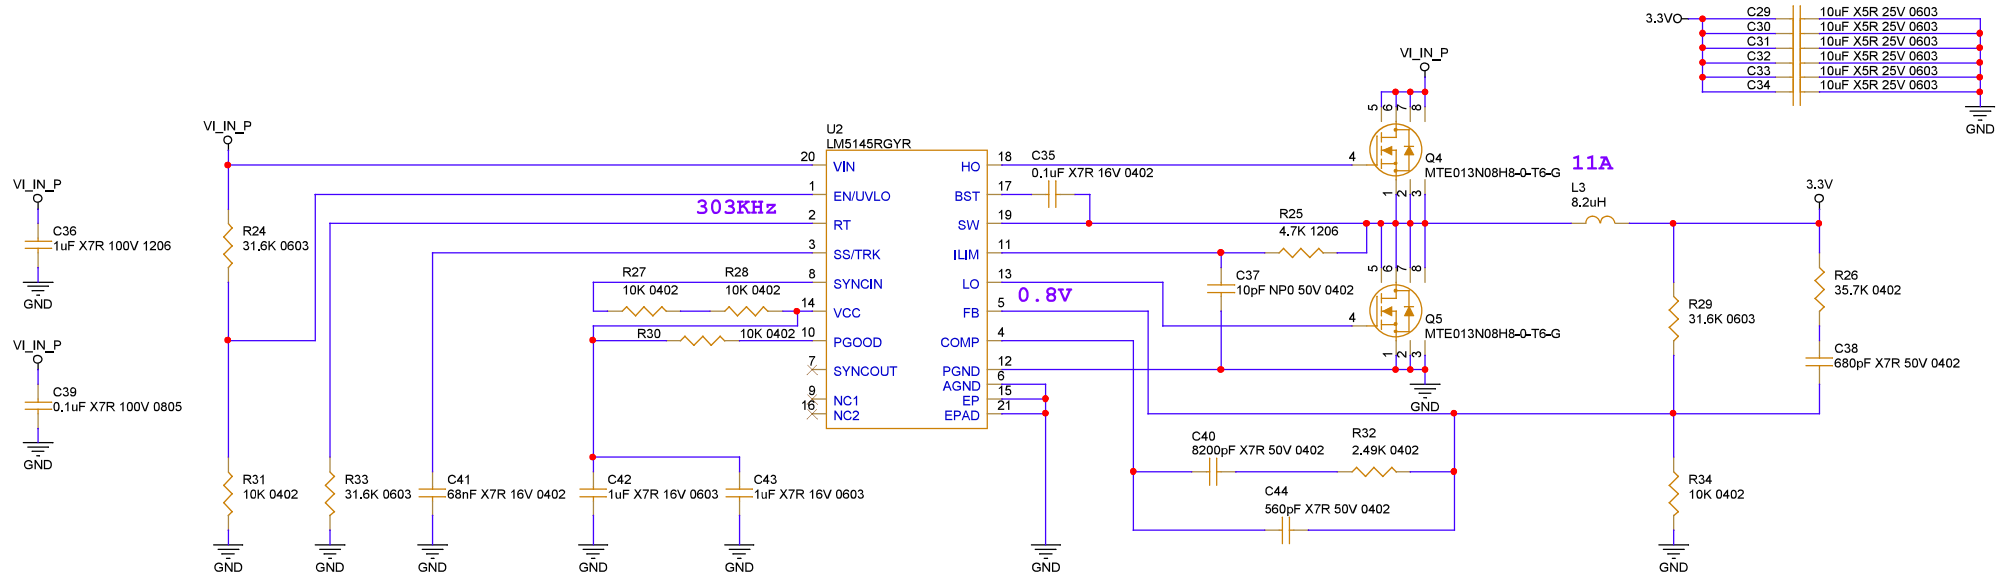 3.3V
C29 10uF X5R 25V 0603
C30 10uF X5R 25V 0603
C31 10uF X5R 25V 0603
C32 10uF X5R 25V 0603
C33 10uF X5R 25V 0603
C34 10uF X5R 25V 0603
GND
VI_IN_P
C36
1uF X7R 100V 1206
GND
VI_IN_P
C39
0.1uF X7R 100V 0805
GND
VI_IN_P
R24
31.6K 0603
R31
10K 0402
GND
R33
31.6K 0603
GND
C41
68nF X7R 16V 0402
GND
303KHz
R27
10K 0402
R28
10K 0402
R30
10K 0402
C42
1uF X7R 16V 0603
GND
C43
1uF X7R 16V 0603
GND
U2
LM5145RGYR
20 VIN
1 EN/UVLO
2 RT
3 SS/TRK
8 SYNCIN
14 VCC
10 PGOOD
7 SYNCOUT
9 NC1
16 NC2
HO 18
BST 17
SW 19
ILIM 11
LO 13
FB 5
COMP 4
PGND 12
AGND 6
EP 15
EPAD 21
GND
C35
0.1uF X7R 16V 0402
0.8V
R25
4.7K 1206
C37
10pF NP0 50V 0402
VI_IN_P
5 6 7 8
4
Q4
MTE013N08H8-0-T6-G
1 2 3
5 6 7 8
4
Q5
MTE013N08H8-0-T6-G
1 2 3
GND
11A
L3
8.2uH
3.3V
R26
35.7K 0402
R29
31.6K 0603
C38
680pF X7R 50V 0402
C40
8200pF X7R 50V 0402
R32
2.49K 0402
C44
560pF X7R 50V 0402
R34
10K 0402
GND